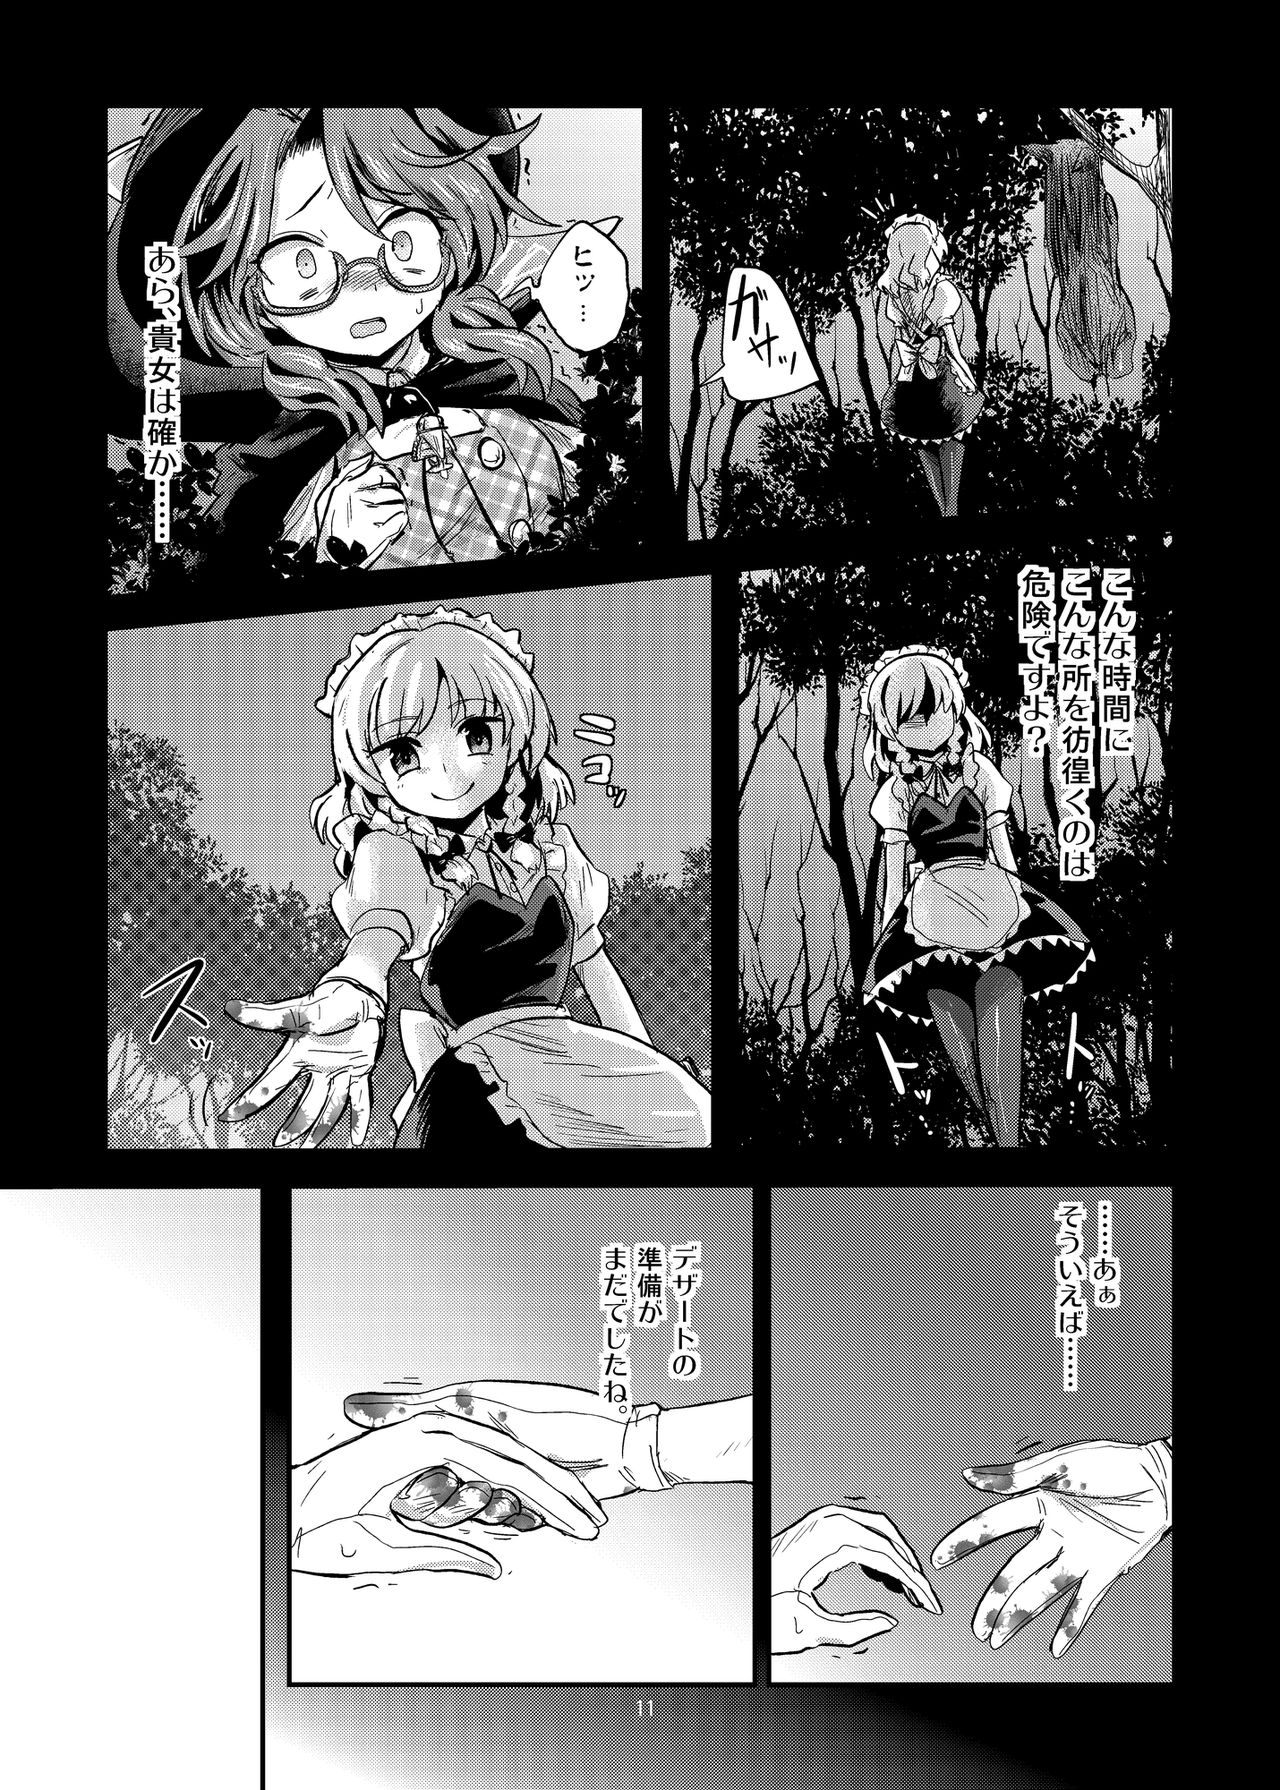 ガサッ
ヒッ…
あら、貴女は確か……
こんな時間に
こんな所を彷徨くのは
危険ですよ？
トッ…
トッ…
ニコッ
スッ
……あぁ
そういえば……
デザートの
準備が
まだでしたね。
11